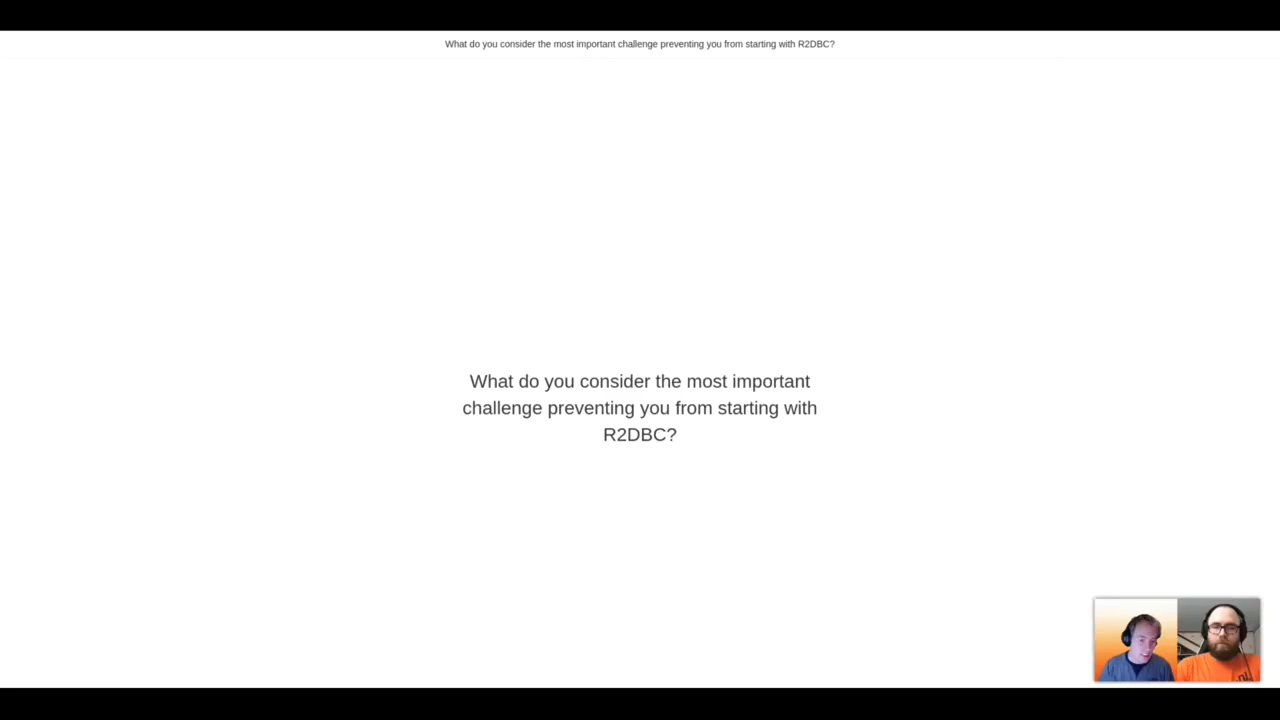 What do you consider the most important challenge preventing you from starting with R2DBC?
What do you consider the most important
challenge preventing you from starting with
R2DBC?